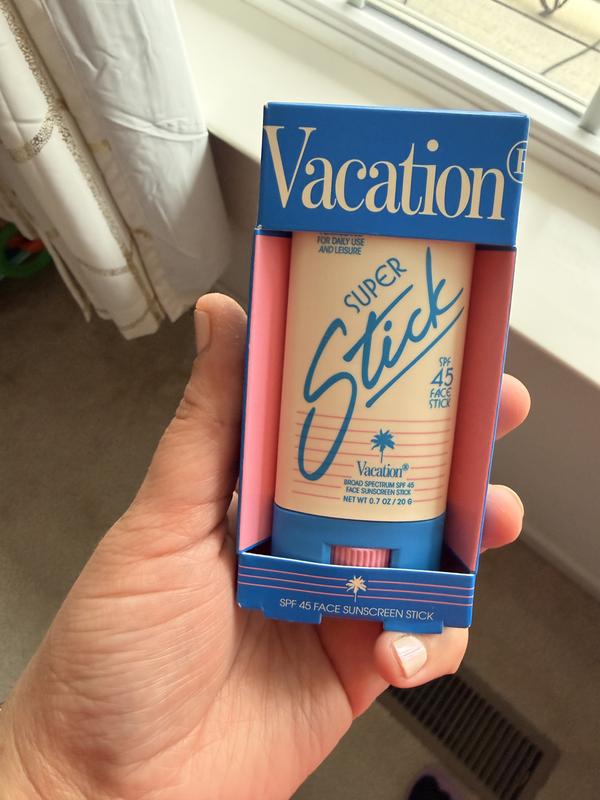 Vacation®
FOR DAILY USE
AND LEISURE
SUPER
Stick
SPF
45
FACE
STICK
Vacation®
BROAD SPECTRUM SPF 45
FACE SUNSCREEN STICK
NET WT 0.7 OZ / 20 G
SPF 45 FACE SUNSCREEN STICK